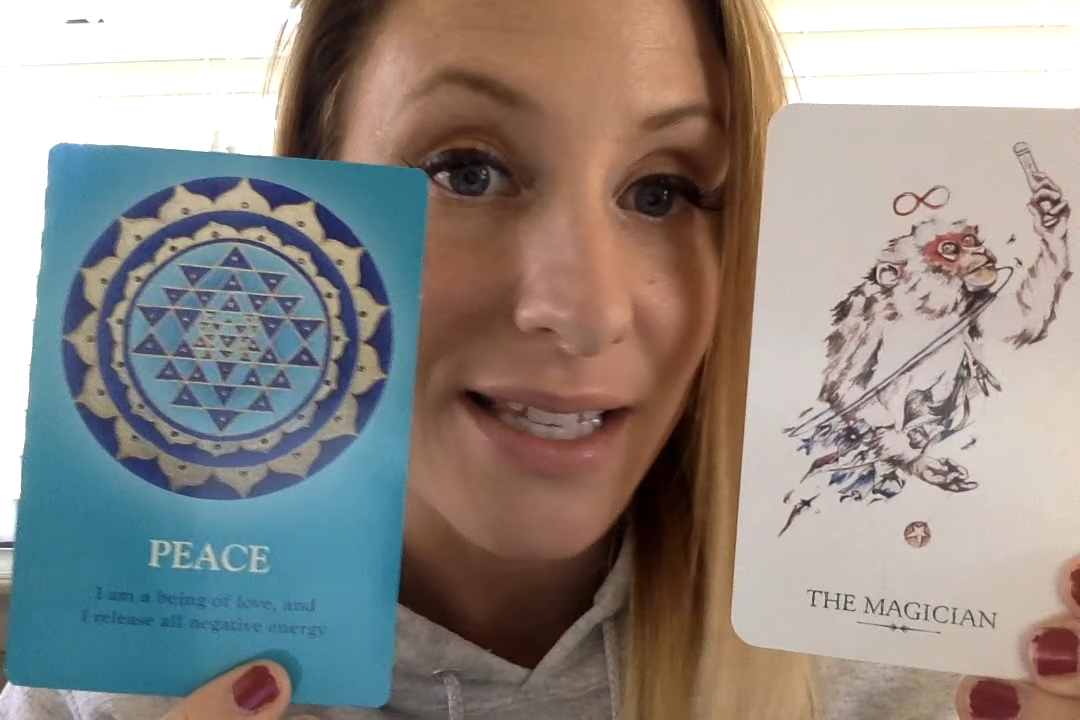 PEACE
I am a being of love, and
I release all negative energy
THE MAGICIAN